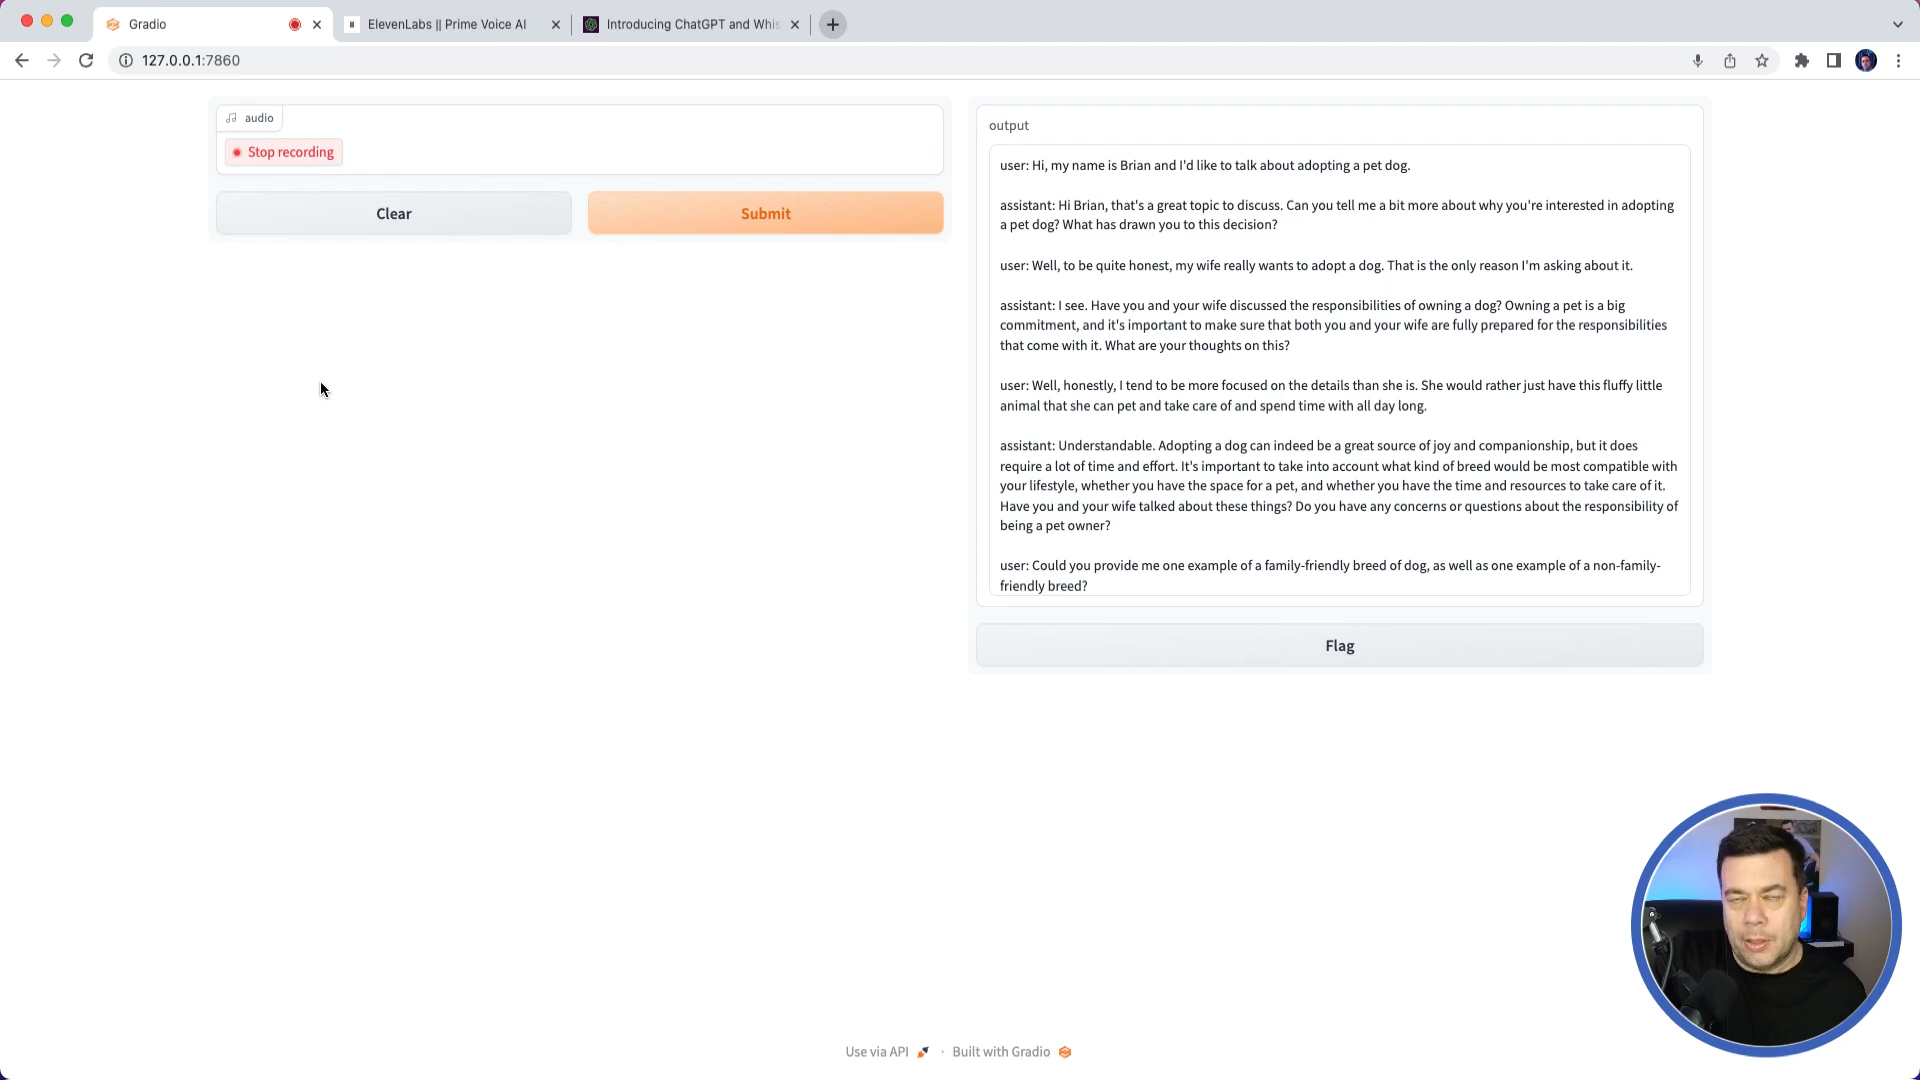 Gradio
ElevenLabs || Prime Voice AI
Introducing ChatGPT and Whis
127.0.0.1:7860
audio
Stop recording
Clear
Submit
output
user: Hi, my name is Brian and I'd like to talk about adopting a pet dog.
assistant: Hi Brian, that's a great topic to discuss. Can you tell me a bit more about why you're interested in adopting
a pet dog? What has drawn you to this decision?
user: Well, to be quite honest, my wife really wants to adopt a dog. That is the only reason I'm asking about it.
assistant: I see. Have you and your wife discussed the responsibilities of owning a dog? Owning a pet is a big
commitment, and it's important to make sure that both you and your wife are fully prepared for the responsibilities
that come with it. What are your thoughts on this?
user: Well, honestly, I tend to be more focused on the details than she is. She would rather just have this fluffy little
animal that she can pet and take care of and spend time with all day long.
assistant: Understandable. Adopting a dog can indeed be a great source of joy and companionship, but it does
require a lot of time and effort. It's important to take into account what kind of breed would be most compatible with
your lifestyle, whether you have the space for a pet, and whether you have the time and resources to take care of it.
Have you and your wife talked about these things? Do you have any concerns or questions about the responsibility of
being a pet owner?
user: Could you provide me one example of a family-friendly breed of dog, as well as one example of a non-family-
friendly breed?
Flag
Use via API · Built with Gradio